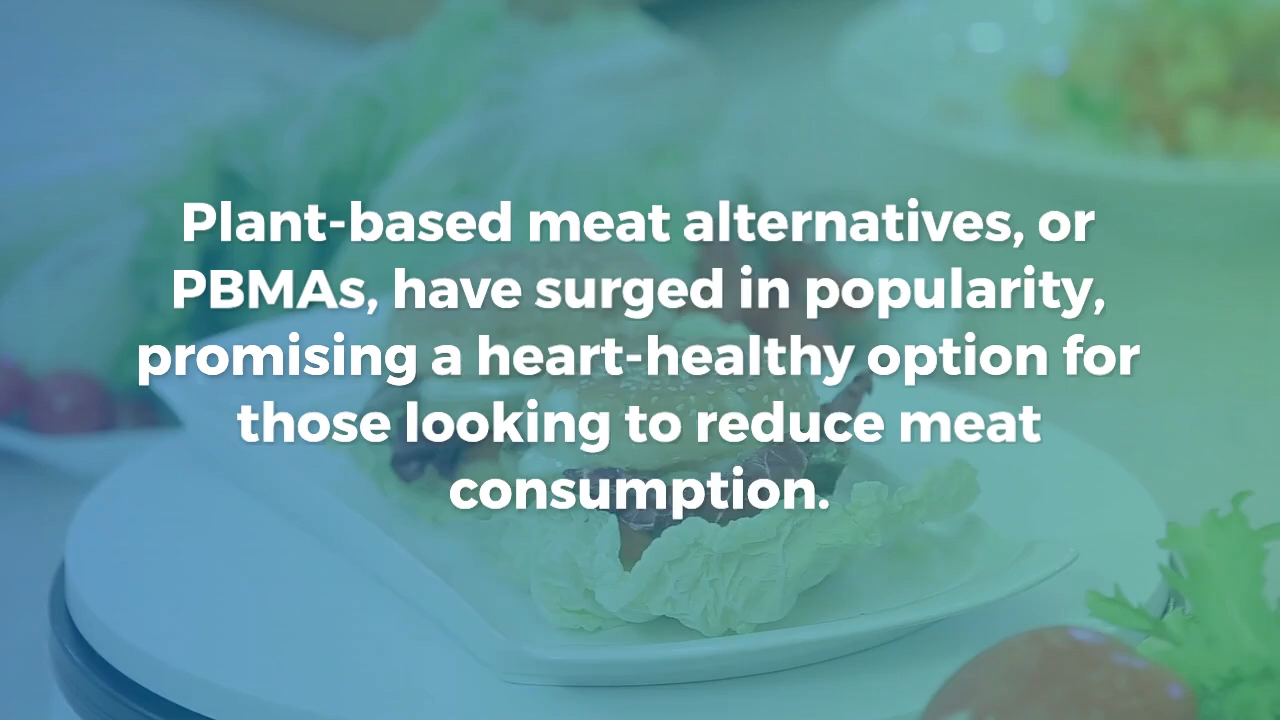 Plant-based meat alternatives, or
PBMAs, have surged in popularity,
promising a heart-healthy option for
those looking to reduce meat
consumption.